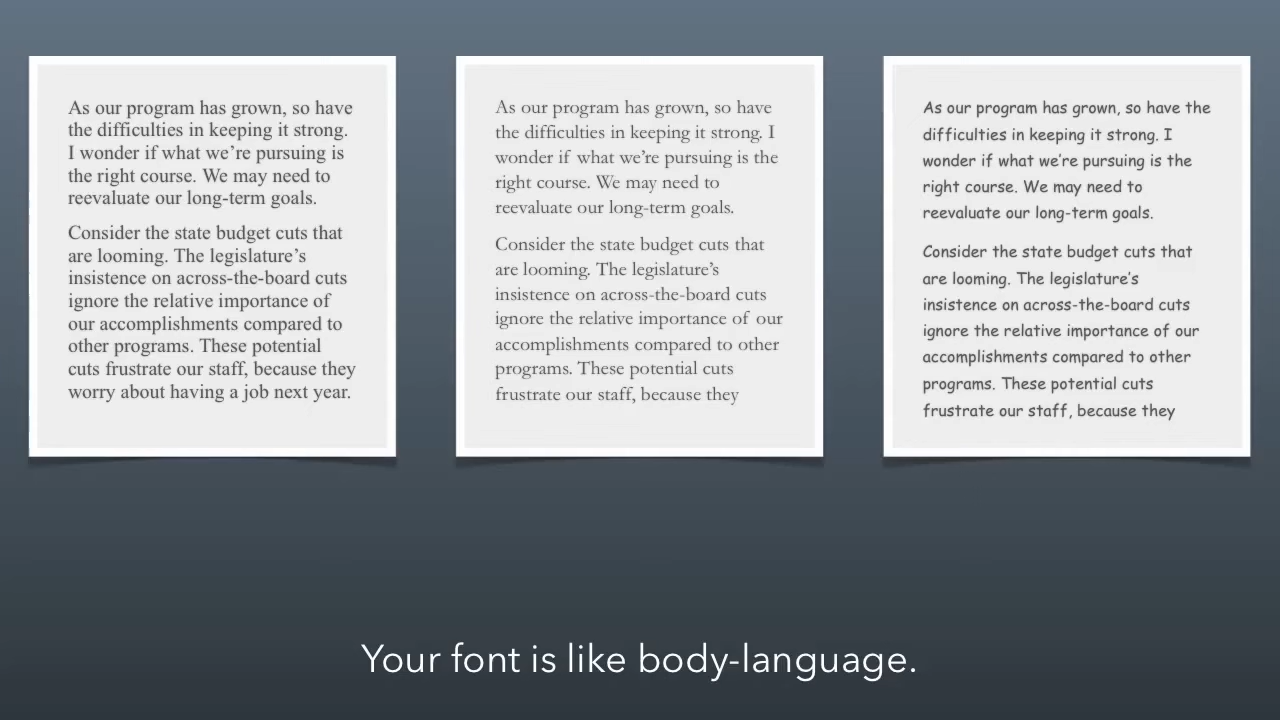 As our program has grown, so have
the difficulties in keeping it strong.
I wonder if what we’re pursuing is
the right course. We may need to
reevaluate our long-term goals.
Consider the state budget cuts that
are looming. The legislature’s
insistence on across-the-board cuts
ignore the relative importance of
our accomplishments compared to
other programs. These potential
cuts frustrate our staff, because they
worry about having a job next year.
As our program has grown, so have
the difficulties in keeping it strong. I
wonder if what we’re pursuing is the
right course. We may need to
reevaluate our long-term goals.
Consider the state budget cuts that
are looming. The legislature’s
insistence on across-the-board cuts
ignore the relative importance of our
accomplishments compared to other
programs. These potential cuts
frustrate our staff, because they
As our program has grown, so have the
difficulties in keeping it strong. I
wonder if what we’re pursuing is the
right course. We may need to
reevaluate our long-term goals.
Consider the state budget cuts that
are looming. The legislature’s
insistence on across-the-board cuts
ignore the relative importance of our
accomplishments compared to other
programs. These potential cuts
frustrate our staff, because they
Your font is like body-language.